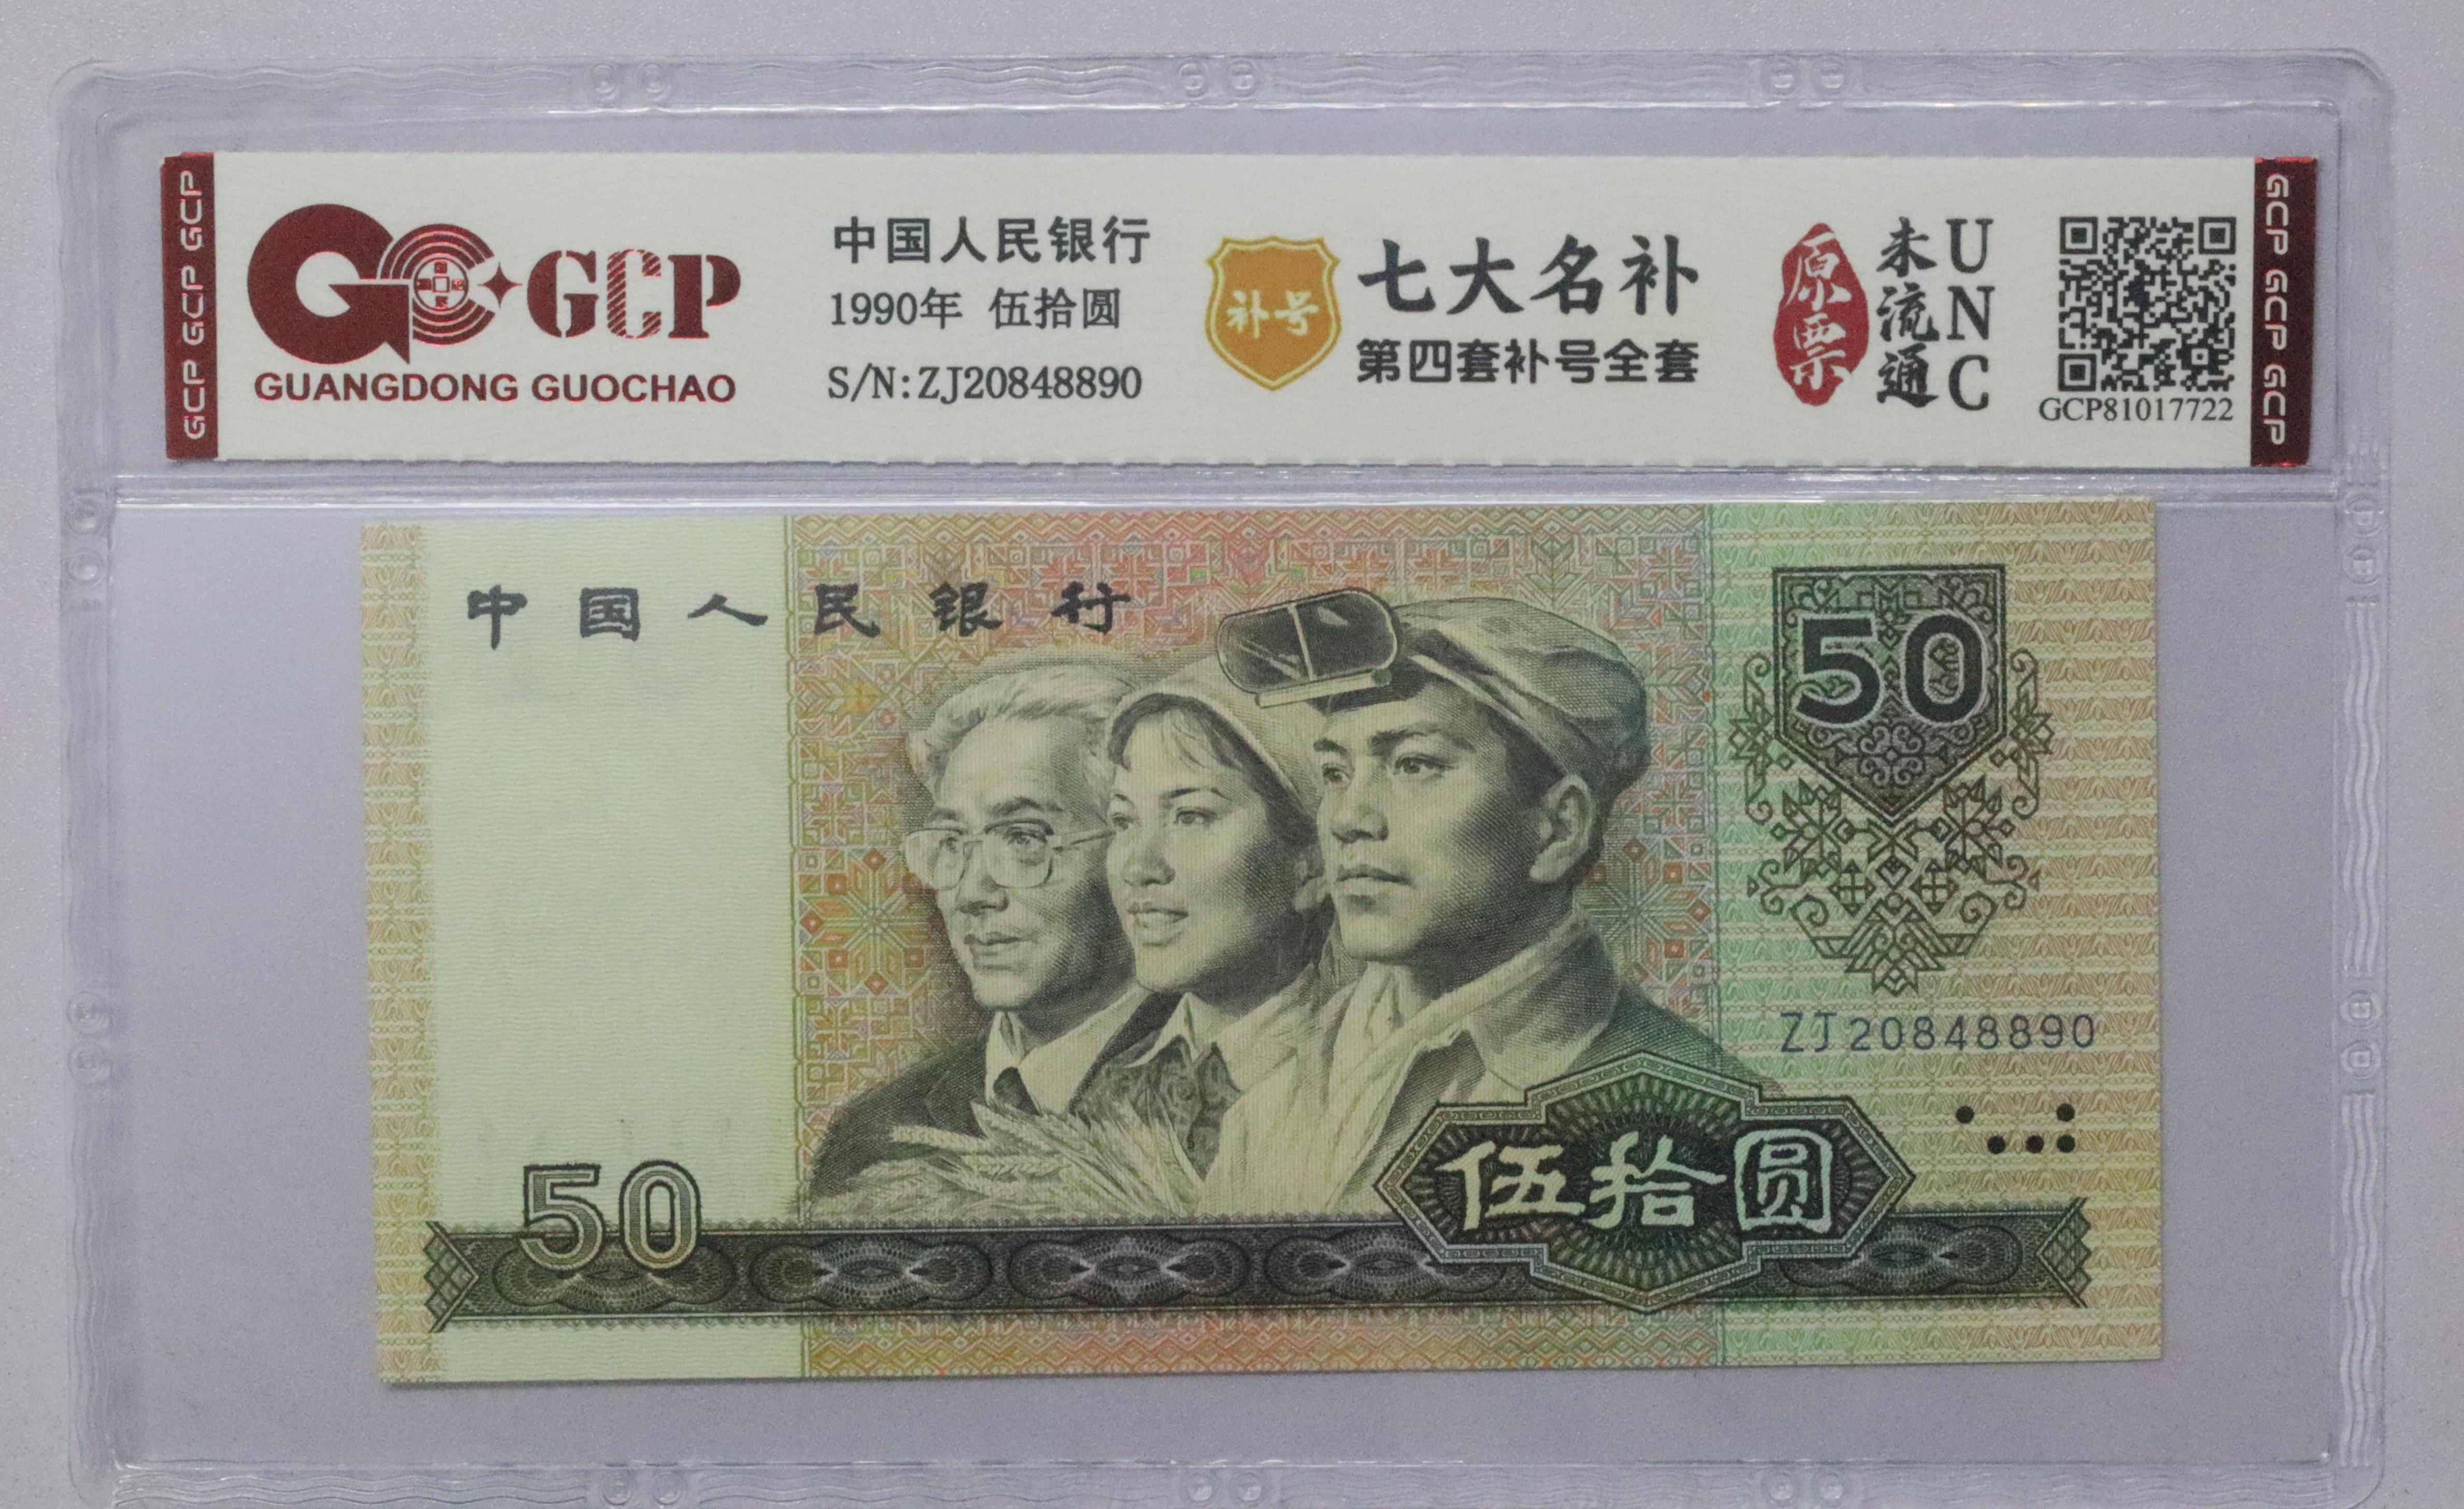 GCP GCP GCP
GCP
GUANGDONG GUOCHAO
中国人民银行
1990年 伍拾圆
S/N:ZJ20848890
补号
七大名补
第四套补号全套
原票
未流通
UNC
GCP81017722
GCP GCP GCP
中国人民银行
50
ZJ20848890
伍拾圆
50